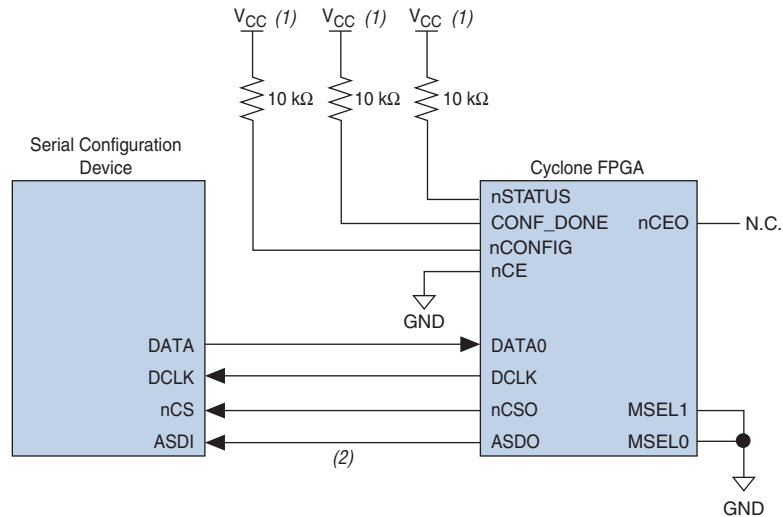 VCC (1) VCC (1) VCC (1)
10 kΩ 10 kΩ 10 kΩ
Serial Configuration
Device
Cyclone FPGA
nSTATUS
CONF_DONE nCEO N.C.
nCONFIG
nCE
GND
DATA DATA0
DCLK DCLK
nCS nCSO MSEL1
ASDI ASDO MSEL0
(2)
GND